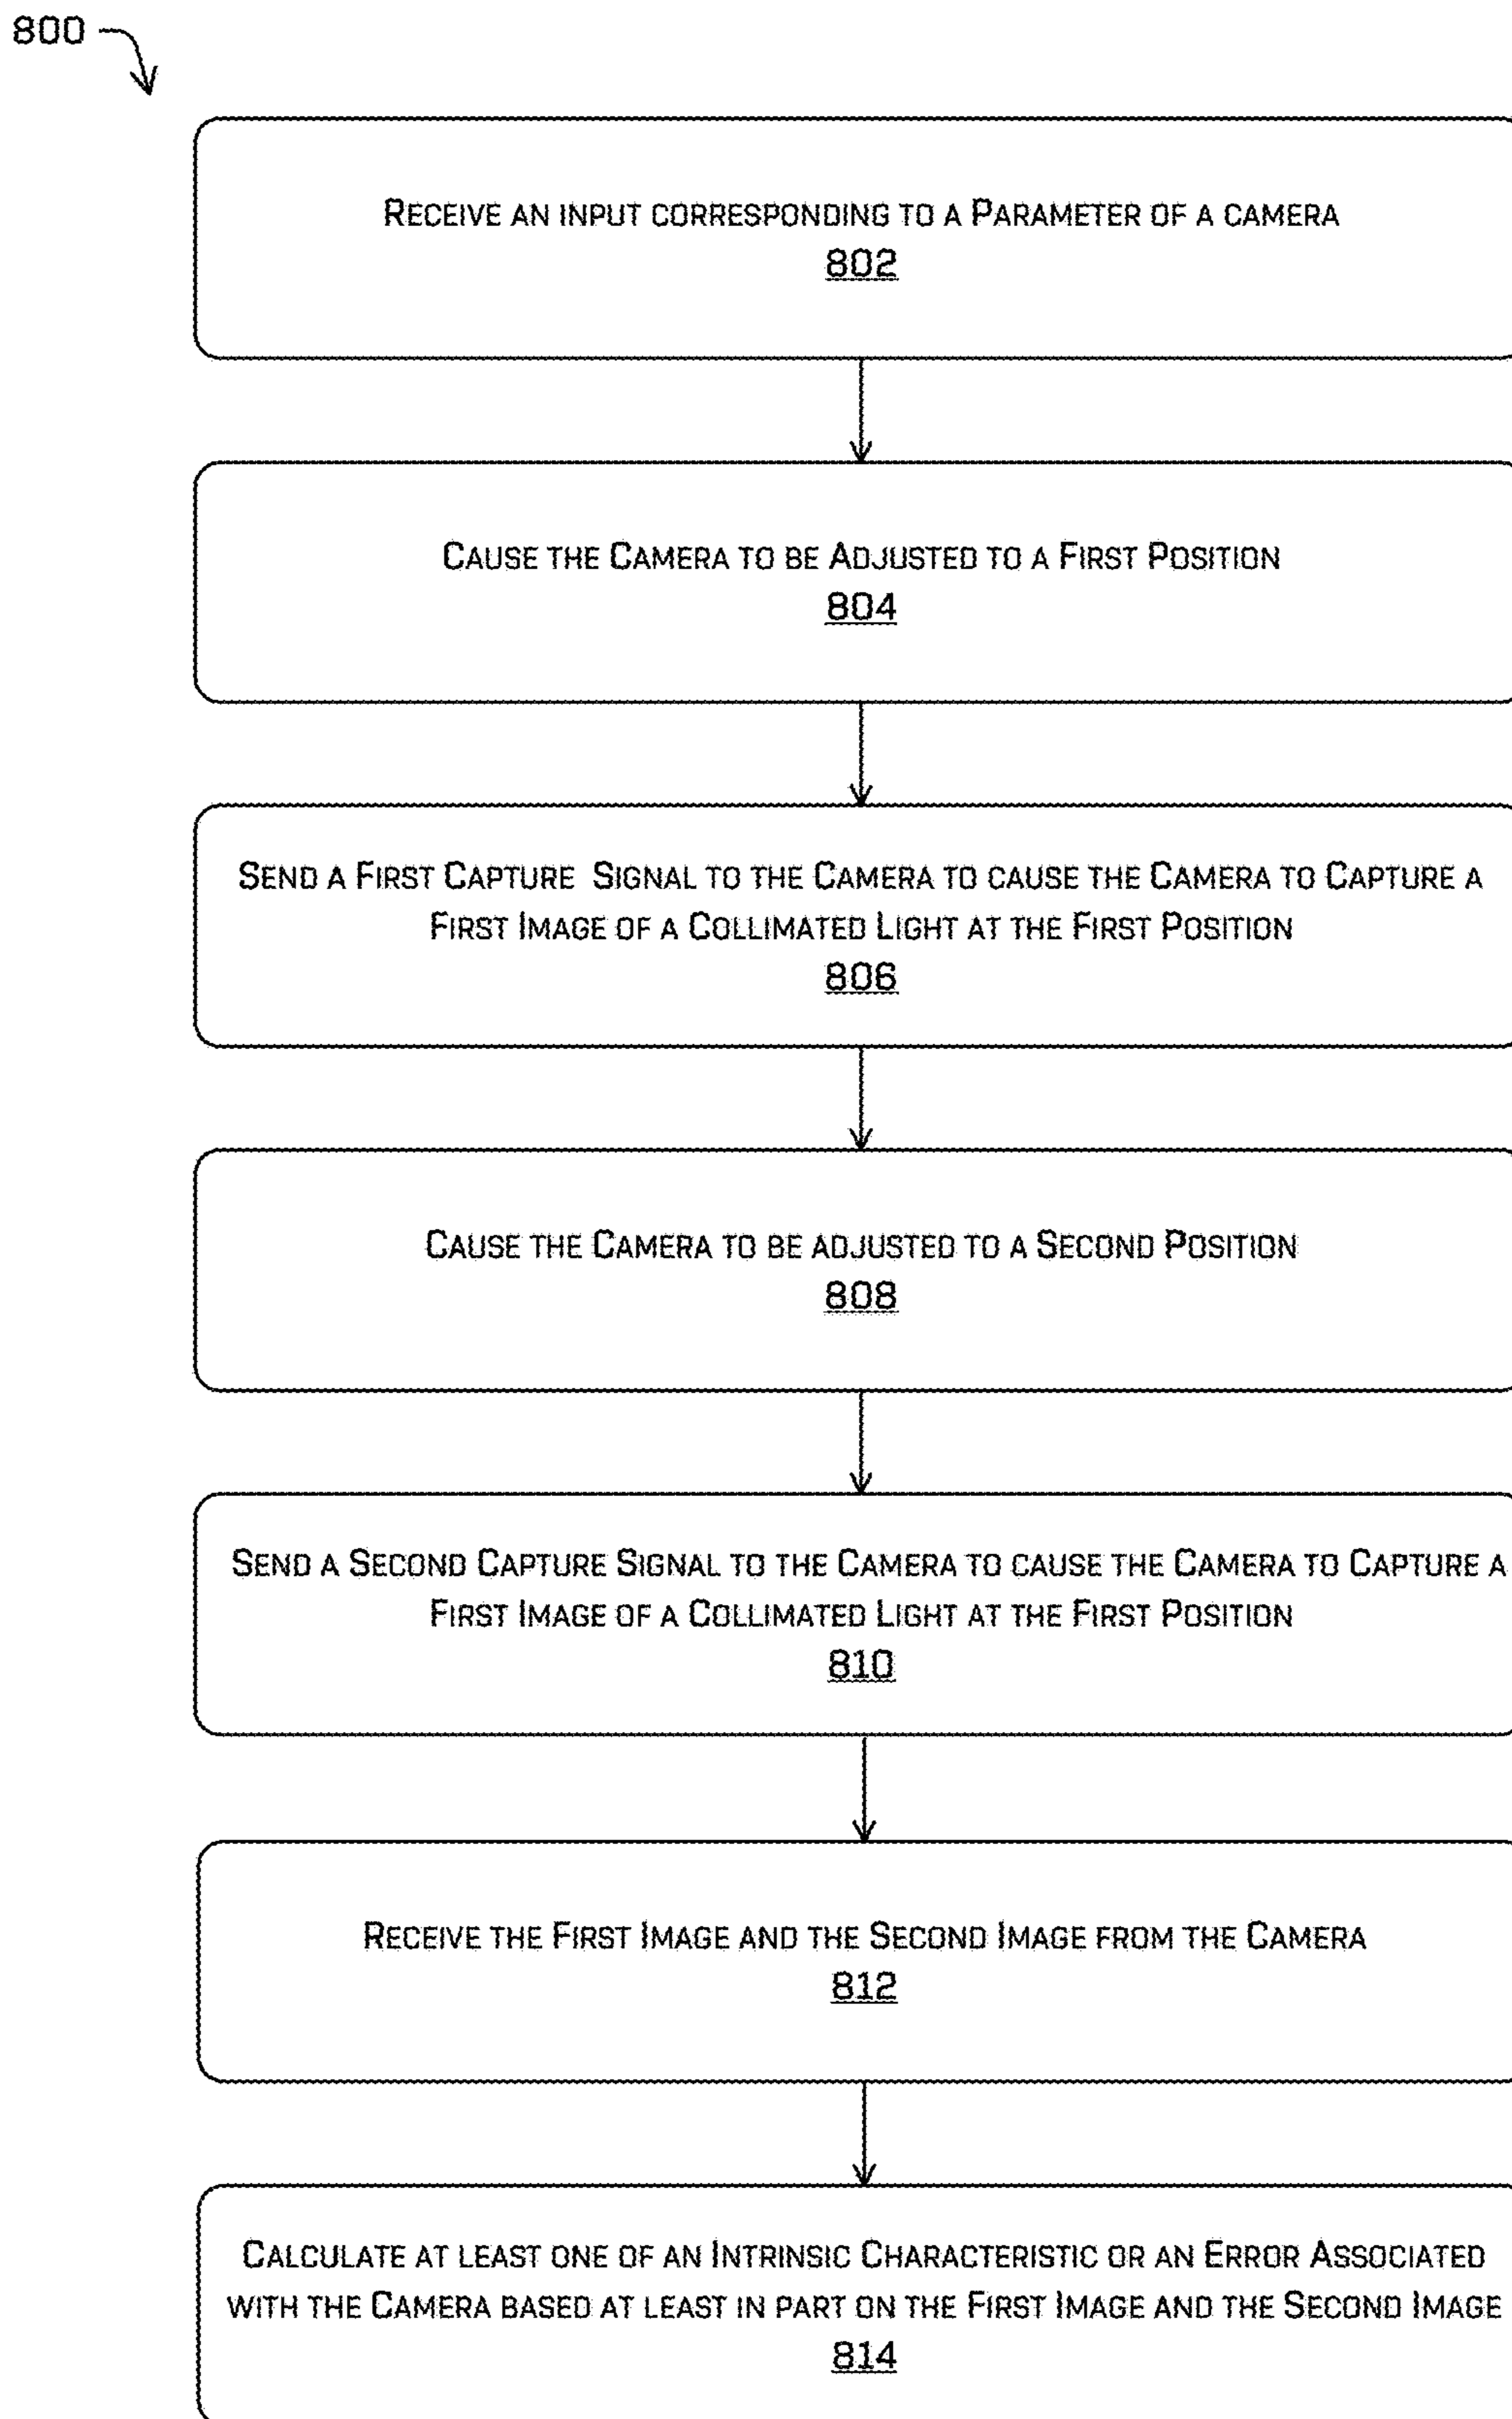 800
Receive an input corresponding to a Parameter of a camera
802
Cause the Camera to be Adjusted to a First Position
804
Send a First Capture Signal to the Camera to cause the Camera to Capture a
First Image of a Collimated Light at the First Position
806
Cause the Camera to be adjusted to a Second Position
808
Send a Second Capture Signal to the Camera to cause the Camera to Capture a
First Image of a Collimated Light at the First Position
810
Receive the First Image and the Second Image from the Camera
812
Calculate at least one of an Intrinsic Characteristic or an Error Associated
with the Camera based at least in part on the First Image and the Second Image
814